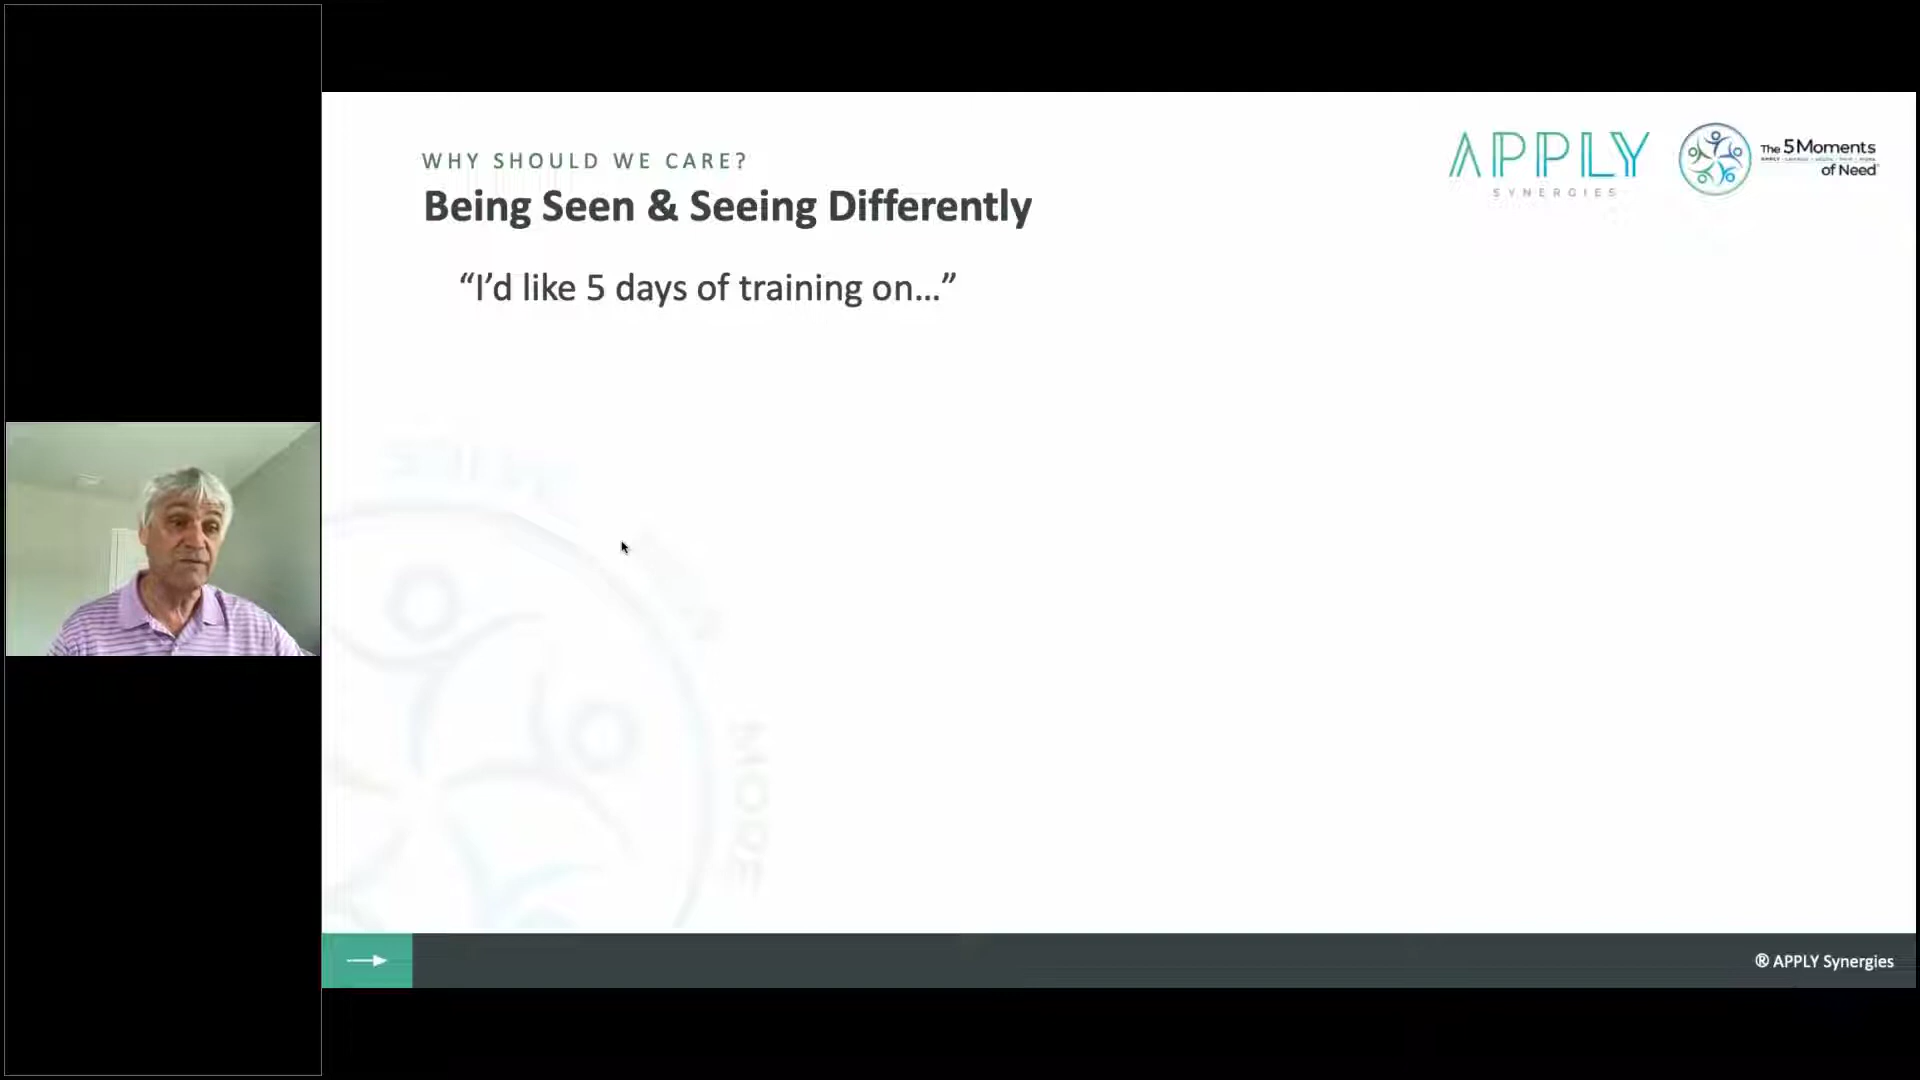 WHY SHOULD WE CARE?
Being Seen & Seeing Differently
“I’d like 5 days of training on...”
APPLY
SYNERGIES
The 5 Moments
of Need
MORE
® APPLY Synergies